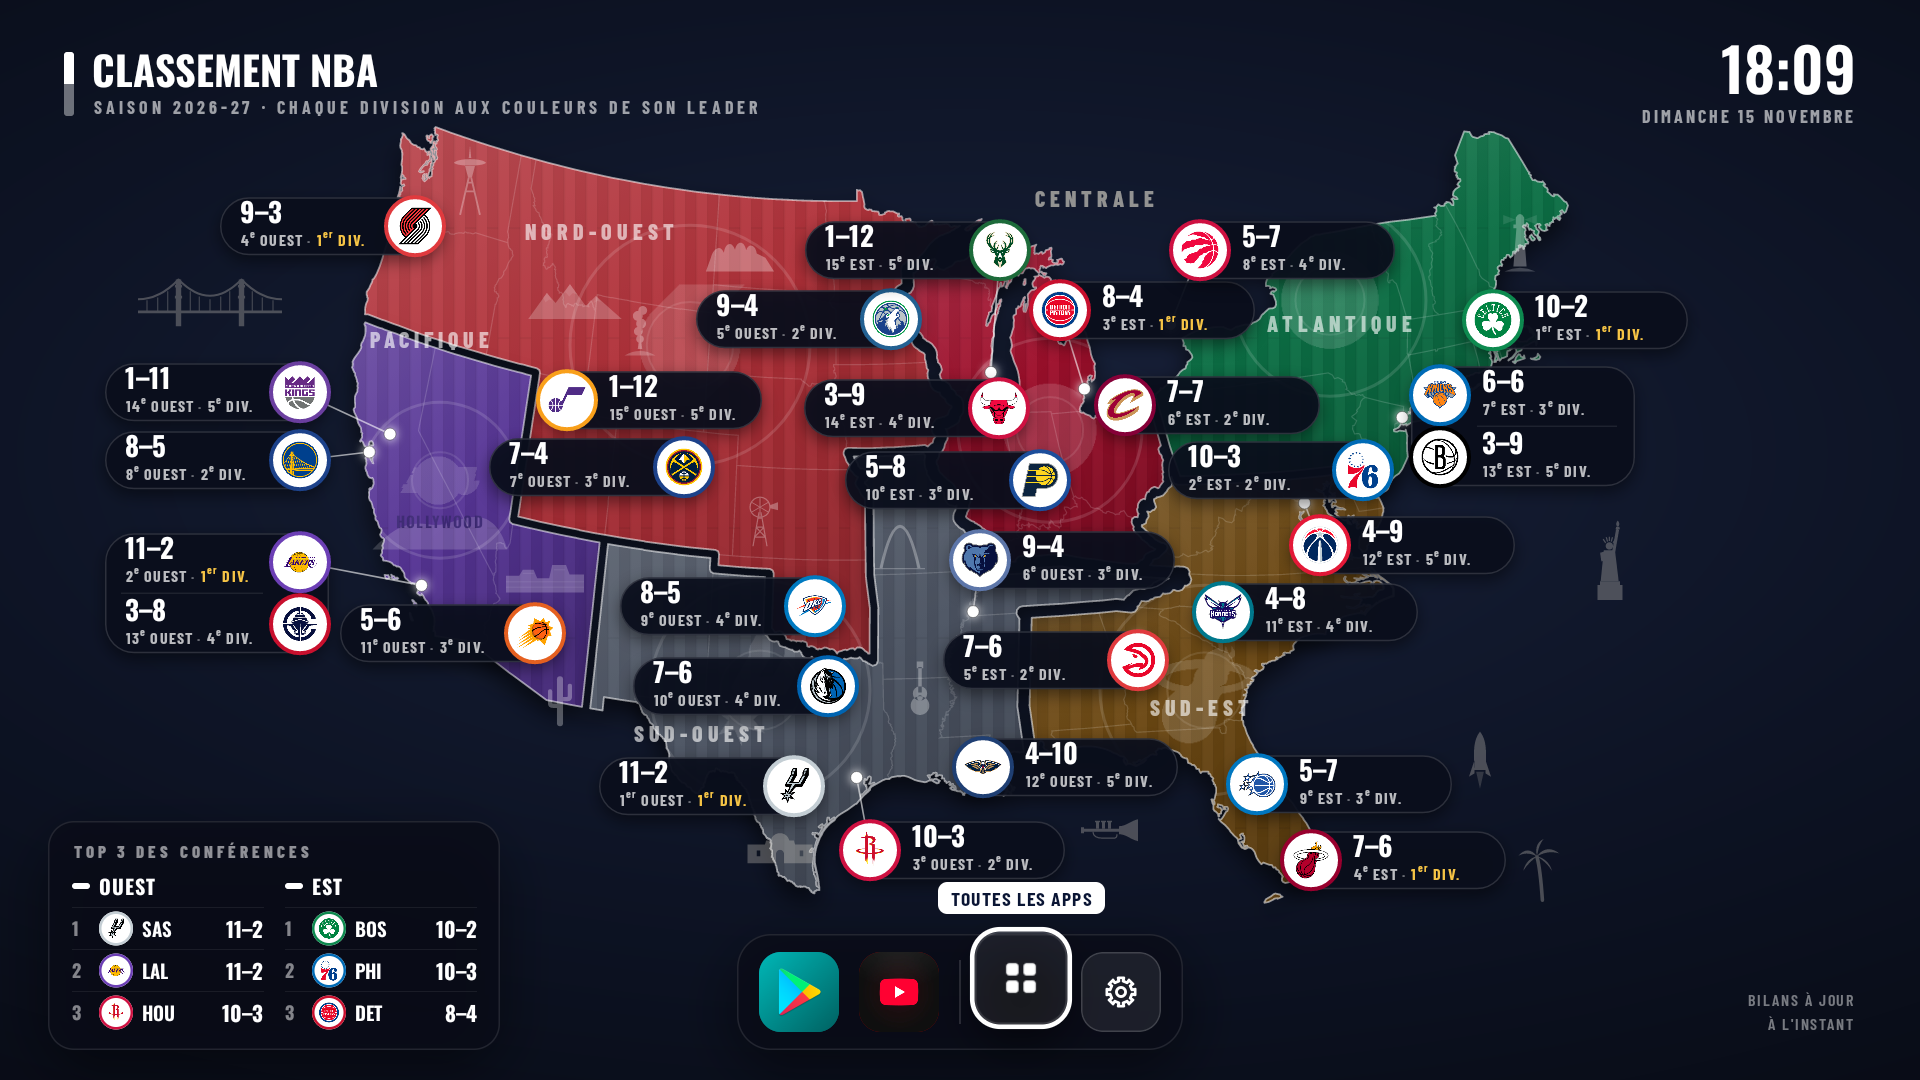 CLASSEMENT NBA
SAISON 2026-27 · CHAQUE DIVISION AUX COULEURS DE SON LEADER
18:09
DIMANCHE 15 NOVEMBRE
CENTRALE
9–3
4e OUEST · 1er DIV.
NORD-OUEST
1–12
15e EST · 5e DIV.
5–7
8e EST · 4e DIV.
9–4
5e OUEST · 2e DIV.
8–4
3e EST · 1er DIV.
ATLANTIQUE
CELTICS
10–2
1er EST · 1er DIV.
PACIFIQUE
1–11
14e OUEST · 5e DIV.
KINGS
1–12
15e OUEST · 5e DIV.
3–9
14e EST · 4e DIV.
7–7
6e EST · 2e DIV.
6–6
7e EST · 3e DIV.
8–5
8e OUEST · 2e DIV.
7–4
7e OUEST · 3e DIV.
5–8
10e EST · 3e DIV.
10–3
2e EST · 2e DIV.
76
B
3–9
13e EST · 5e DIV.
HOLLYWOOD
11–2
2e OUEST · 1er DIV.
LAKERS
9–4
6e OUEST · 3e DIV.
4–9
12e EST · 5e DIV.
3–8
13e OUEST · 4e DIV.
5–6
11e OUEST · 3e DIV.
8–5
9e OUEST · 4e DIV.
OKC
4–8
11e EST · 4e DIV.
HORNETS
7–6
10e OUEST · 4e DIV.
7–6
5e EST · 2e DIV.
SUD-EST
SUD-OUEST
11–2
1er OUEST · 1er DIV.
4–10
12e OUEST · 5e DIV.
5–7
9e EST · 3e DIV.
10–3
3e OUEST · 2e DIV.
7–6
4e EST · 1er DIV.
TOP 3 DES CONFÉRENCES
OUEST
1 SAS 11–2
2 LAL 11–2
3 HOU 10–3
EST
1 BOS 10–2
2 PHI 10–3
3 DET 8–4
TOUTES LES APPS
BILANS À JOUR
À L'INSTANT